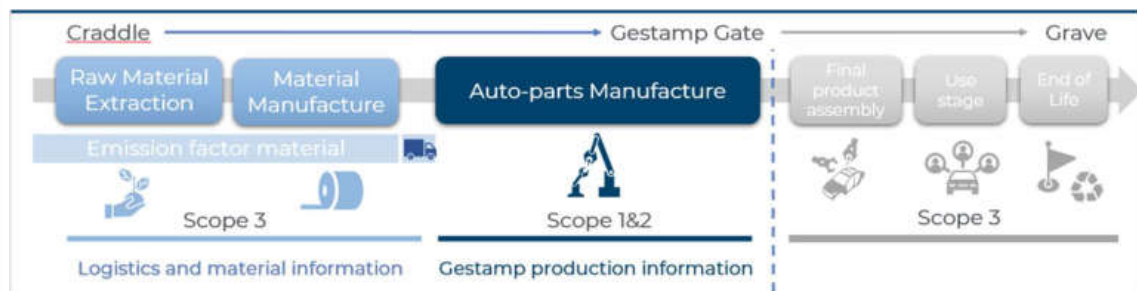 Craddle
Gestamp Gate
Grave
Raw Material
Extraction
Material
Manufacture
Auto-parts Manufacture
Final
product
assembly
Use
stage
End of
Life
Emission factor material
Scope 3
Scope 1&2
Scope 3
Logistics and material information
Gestamp production information